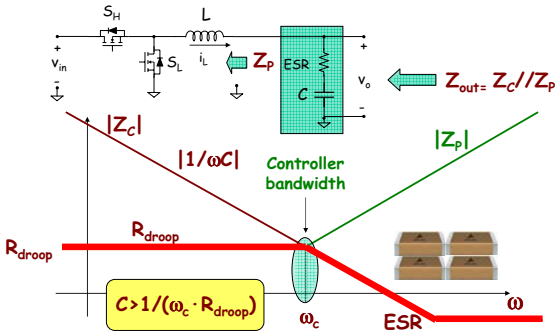 S_H
L
+
v_in
-
S_L
i_L
Z_P
ESR
C
+
v_o
-
Z_out= Z_C//Z_P
|Z_C|
|1/ωC|
Controller
bandwidth
|Z_P|
R_droop
R_droop
C>1/(ω_c · R_droop)
ω_c
ESR
ω